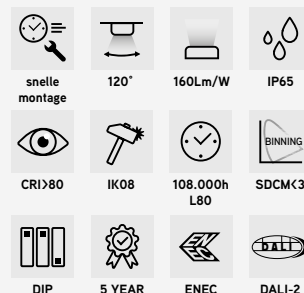 snelle
montage
120°
160Lm/W
IP65
BINNING
CRI>80
IK08
108.000h
L80
SDCM<3
DALI
DIP
5 YEAR
ENEC
DALI-2